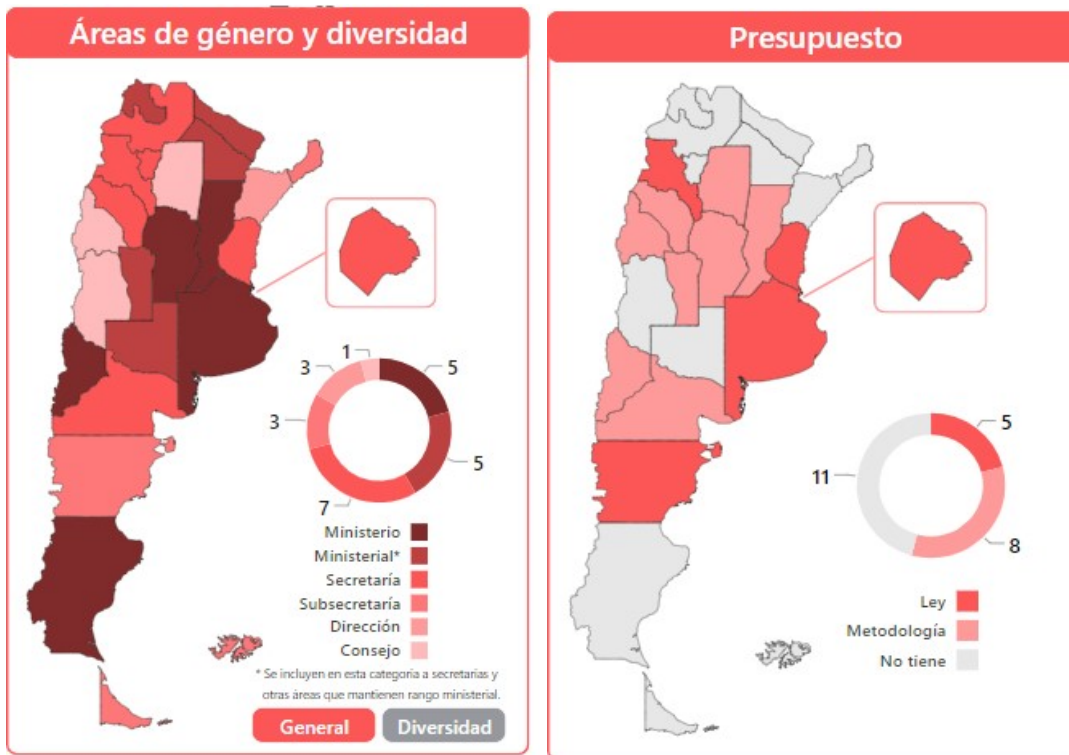 Áreas de género y diversidad
1
3
5
3
5
7
Ministerio
Ministerial*
Secretaría
Subsecretaría
Dirección
Consejo
* Se incluyen en esta categoria a secretarias y
otras áreas que mantienen rango ministerial.
General
Diversidad
Presupuesto
5
11
8
Ley
Metodología
No tiene